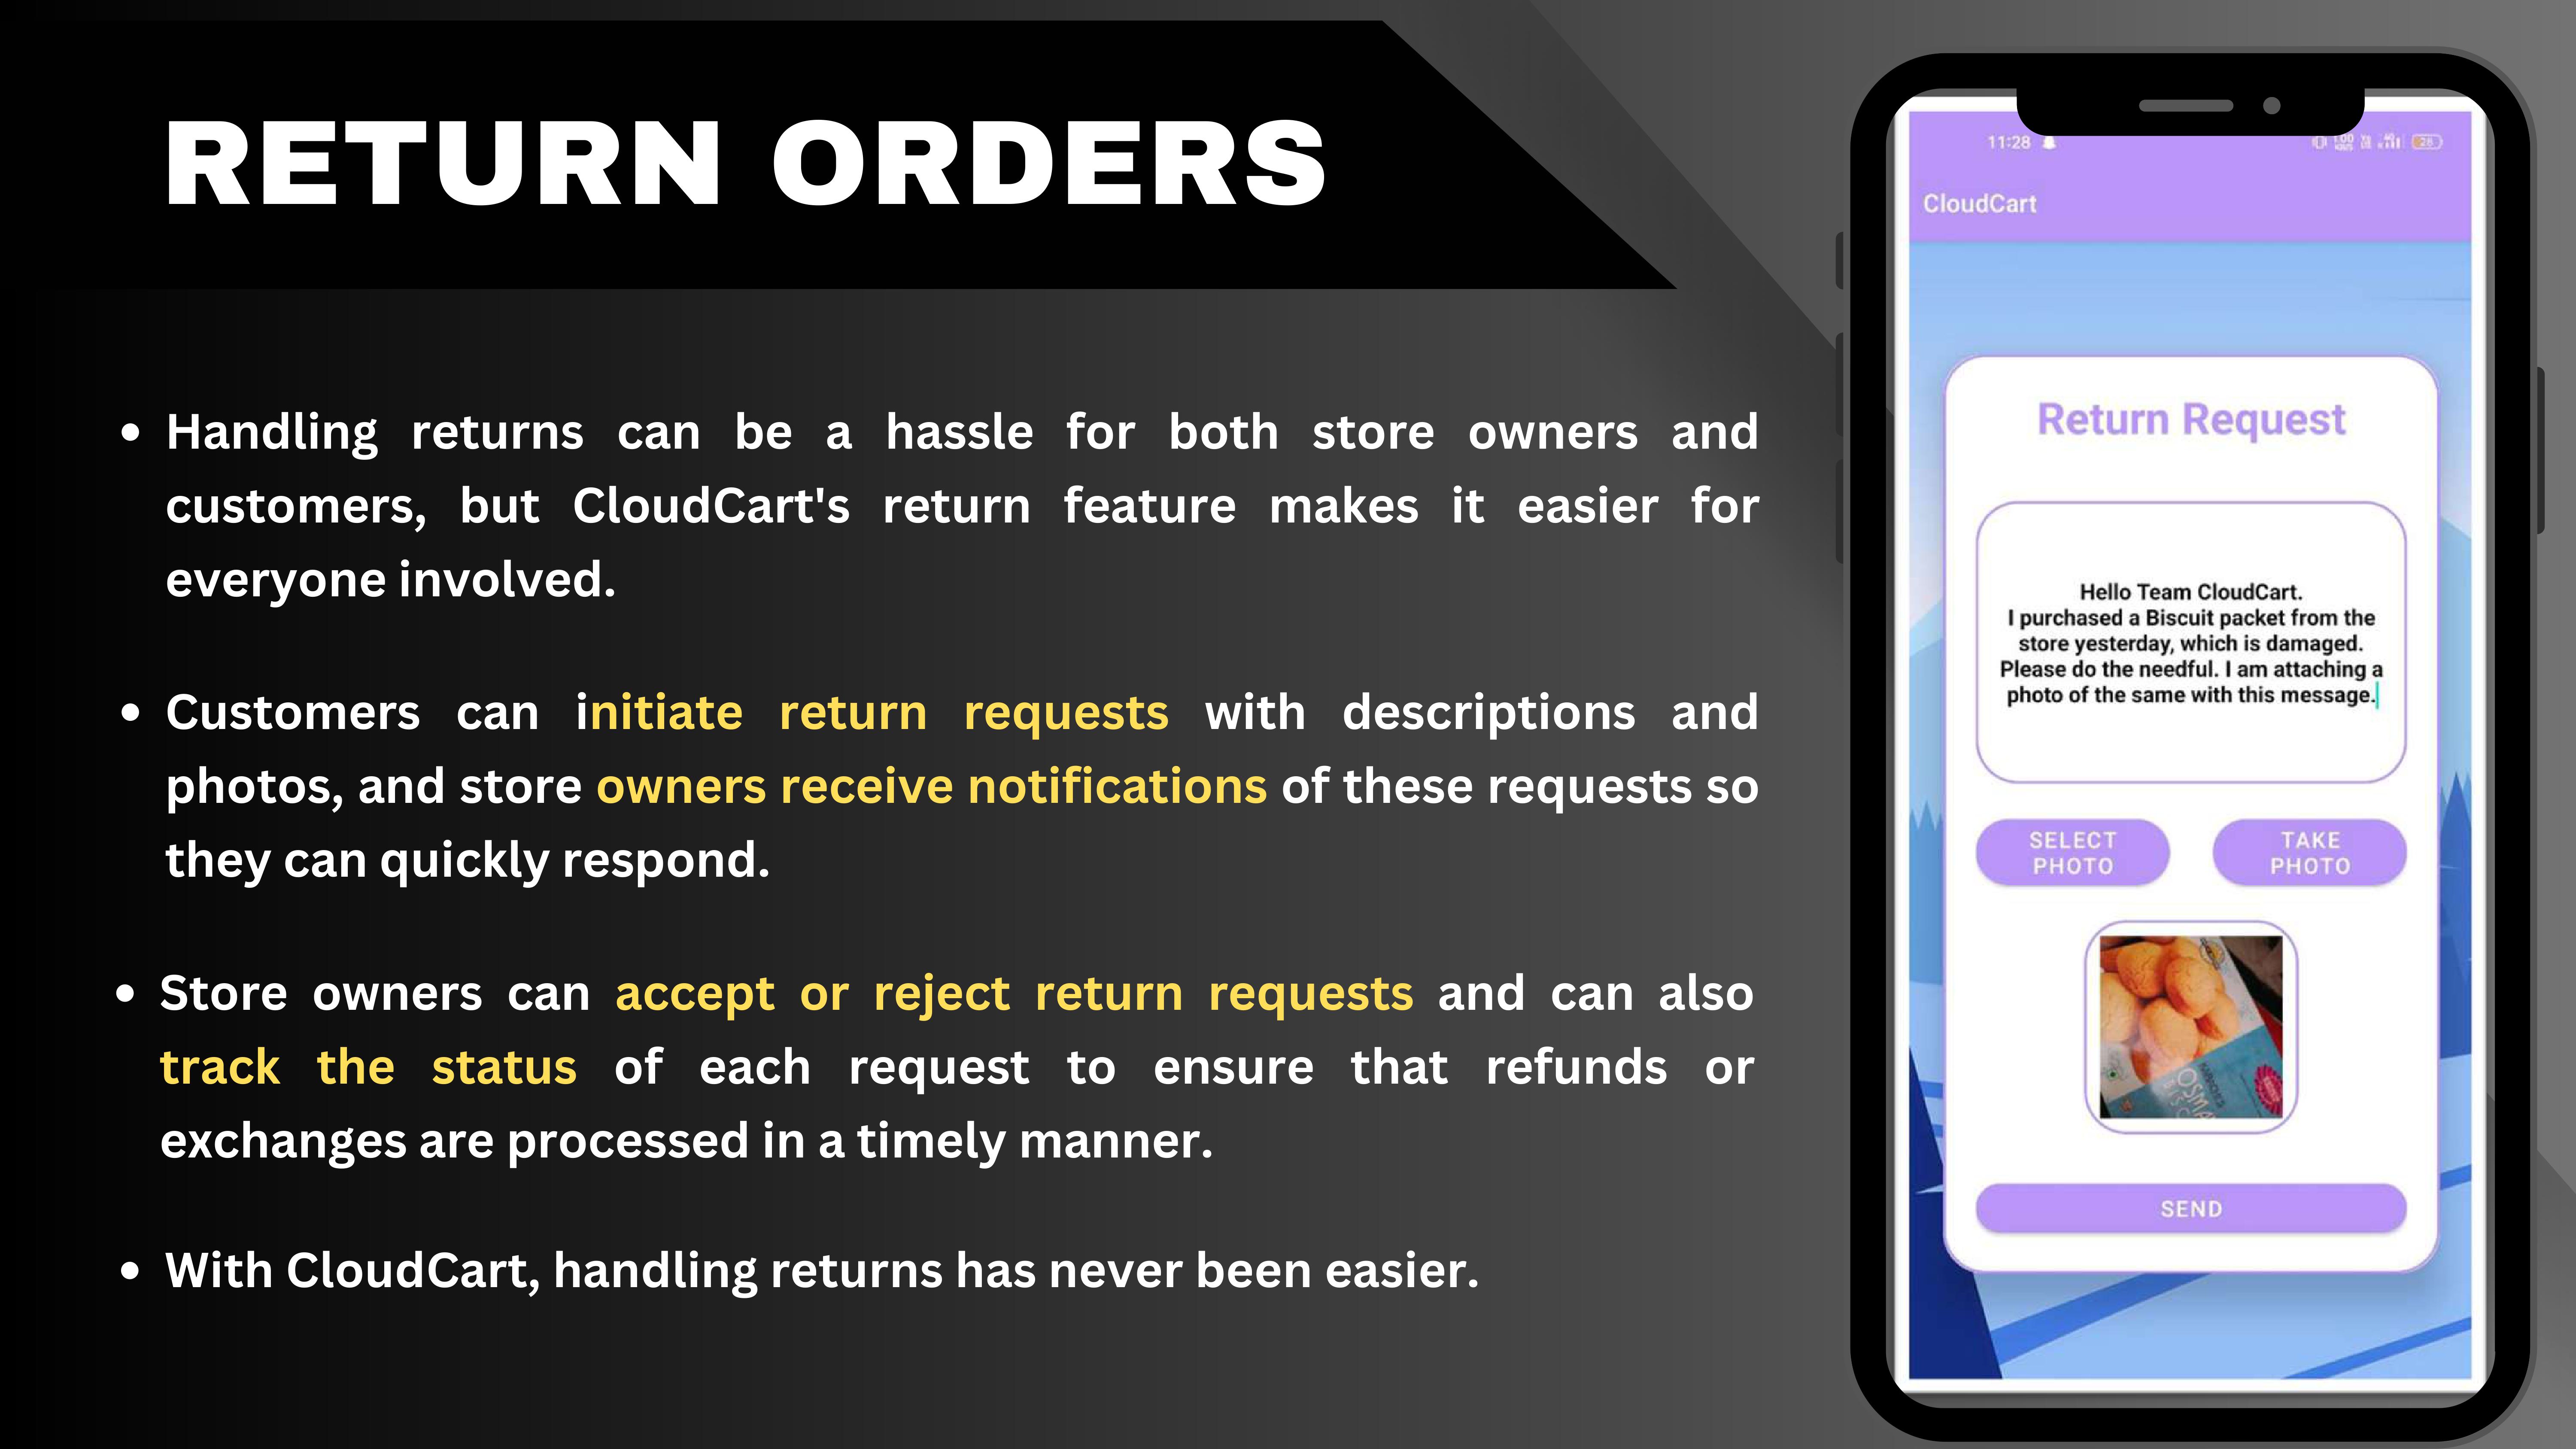 RETURN ORDERS
• Handling returns can be a hassle for both store owners and
customers, but CloudCart's return feature makes it easier for
everyone involved.
• Customers can initiate return requests with descriptions and
photos, and store owners receive notifications of these requests so
they can quickly respond.
• Store owners can accept or reject return requests and can also
track the status of each request to ensure that refunds or
exchanges are processed in a timely manner.
• With CloudCart, handling returns has never been easier.
11:28
CloudCart
Return Request
Hello Team CloudCart.
I purchased a Biscuit packet from the
store yesterday, which is damaged.
Please do the needful. I am attaching a
photo of the same with this message.
SELECT
PHOTO
TAKE
PHOTO
SEND